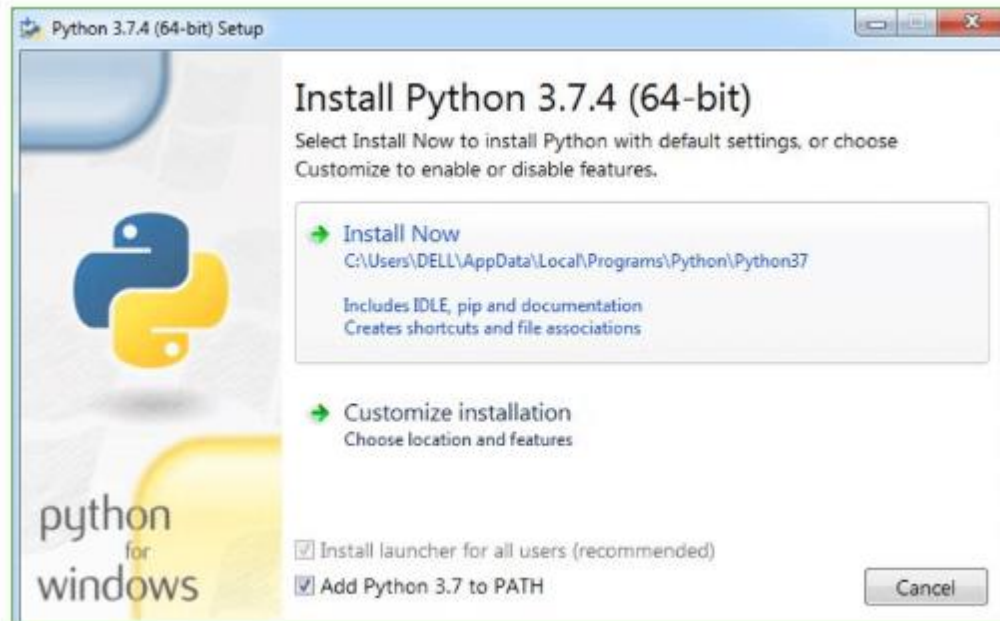 Python 3.7.4 (64-bit) Setup
Install Python 3.7.4 (64-bit)
Select Install Now to install Python with default settings, or choose
Customize to enable or disable features.
Install Now
C:\Users\DELL\AppData\Local\Programs\Python\Python37
Includes IDLE, pip and documentation
Creates shortcuts and file associations
Customize installation
Choose location and features
python
for
windows
Install launcher for all users (recommended)
Add Python 3.7 to PATH
Cancel